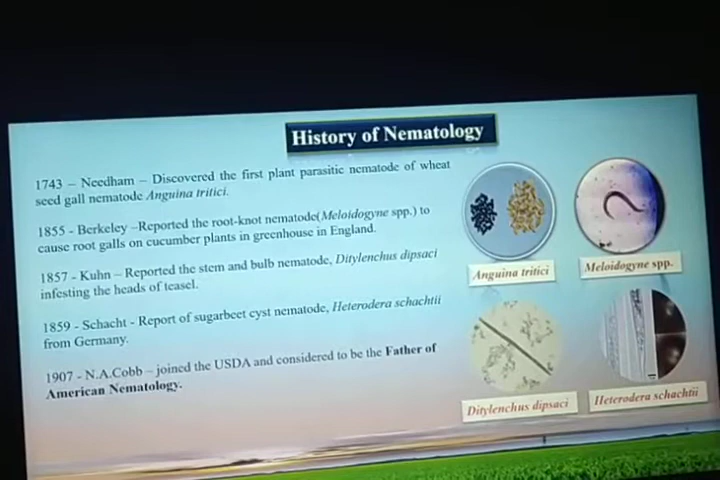 History of Nematology
1743 – Needham – Discovered the first plant parasitic nematode of wheat
seed gall nematode Anguina tritici.
1855 - Berkeley –Reported the root-knot nematode(Meloidogyne spp.) to
cause root galls on cucumber plants in greenhouse in England.
1857 - Kuhn – Reported the stem and bulb nematode, Ditylenchus dipsaci
infesting the heads of teasel.
1859 - Schacht - Report of sugarbeet cyst nematode, Heterodera schachtii
from Germany.
1907 - N.A.Cobb – joined the USDA and considered to be the Father of
American Nematology.
Anguina tritici
Meloidogyne spp.
Ditylenchus dipsaci
Heterodera schachtii